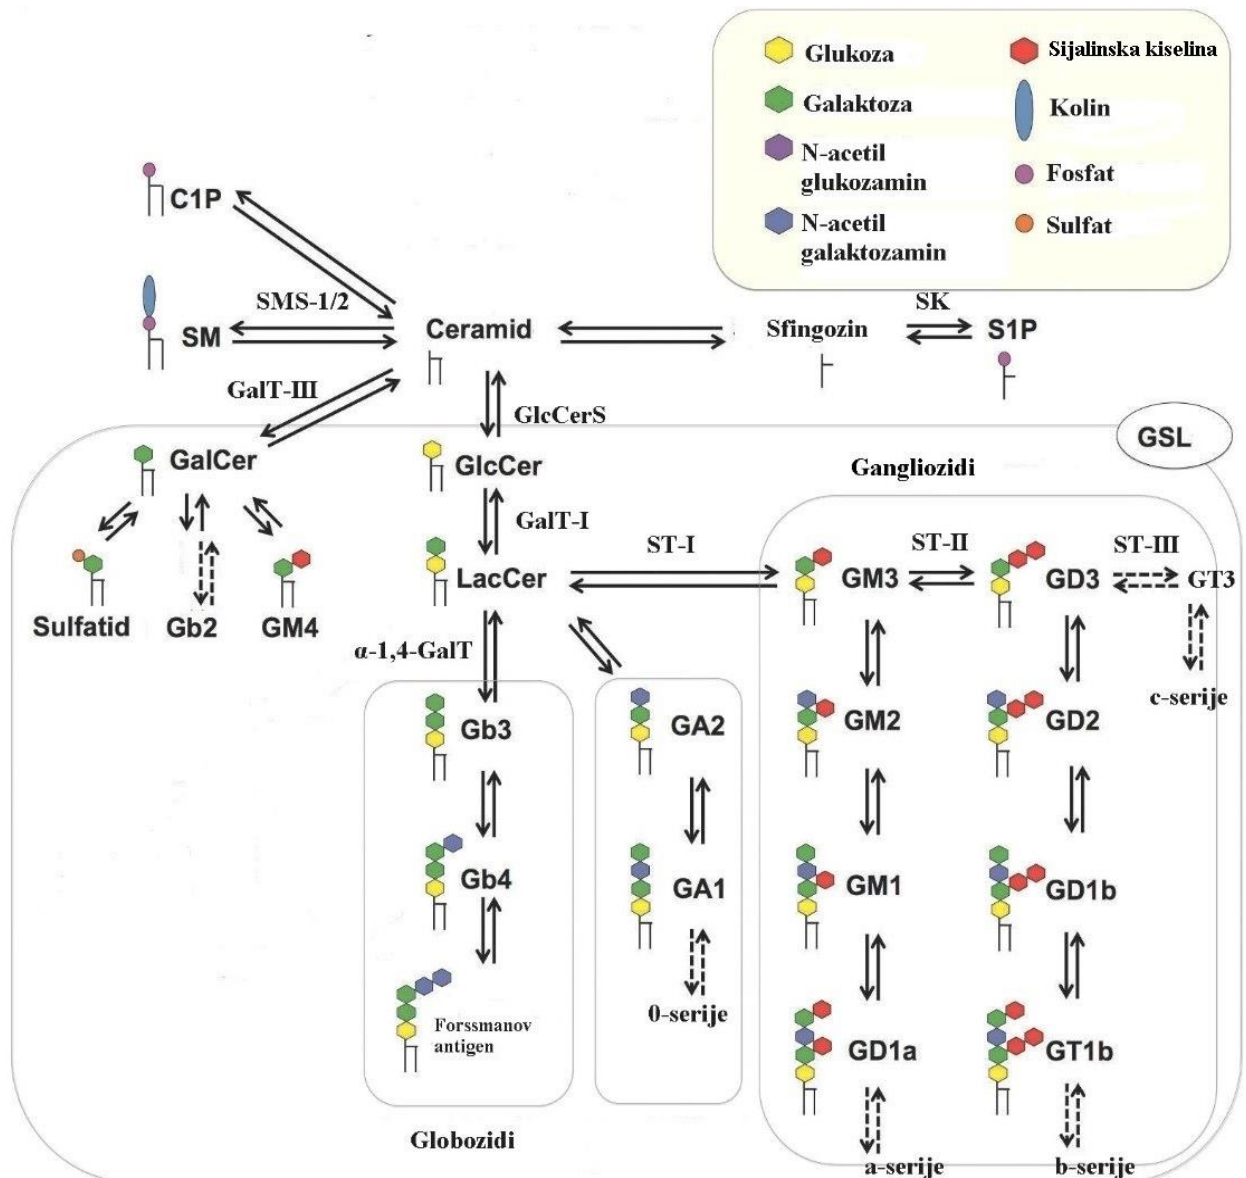 Glukoza
Galaktoza
N-acetil
glukozamin
N-acetil
galaktozamin
Sijalinska kiselina
Kolin
Fosfat
Sulfat
C1P
SMS-1/2
SM
Ceramid
Sfingozin
SK
S1P
GalT-III
GlcCerS
GSL
GalCer
GlcCer
Gangliozidi
GalT-I
ST-I
ST-II
ST-III
LacCer
GM3
GD3
GT3
Sulfatid
Gb2
GM4
α-1,4-GalT
c-serije
Gb3
GA2
GM2
GD2
Gb4
GA1
GM1
GD1b
0-serije
Forssmanov
antigen
GD1a
GT1b
Globozidi
a-serije
b-serije